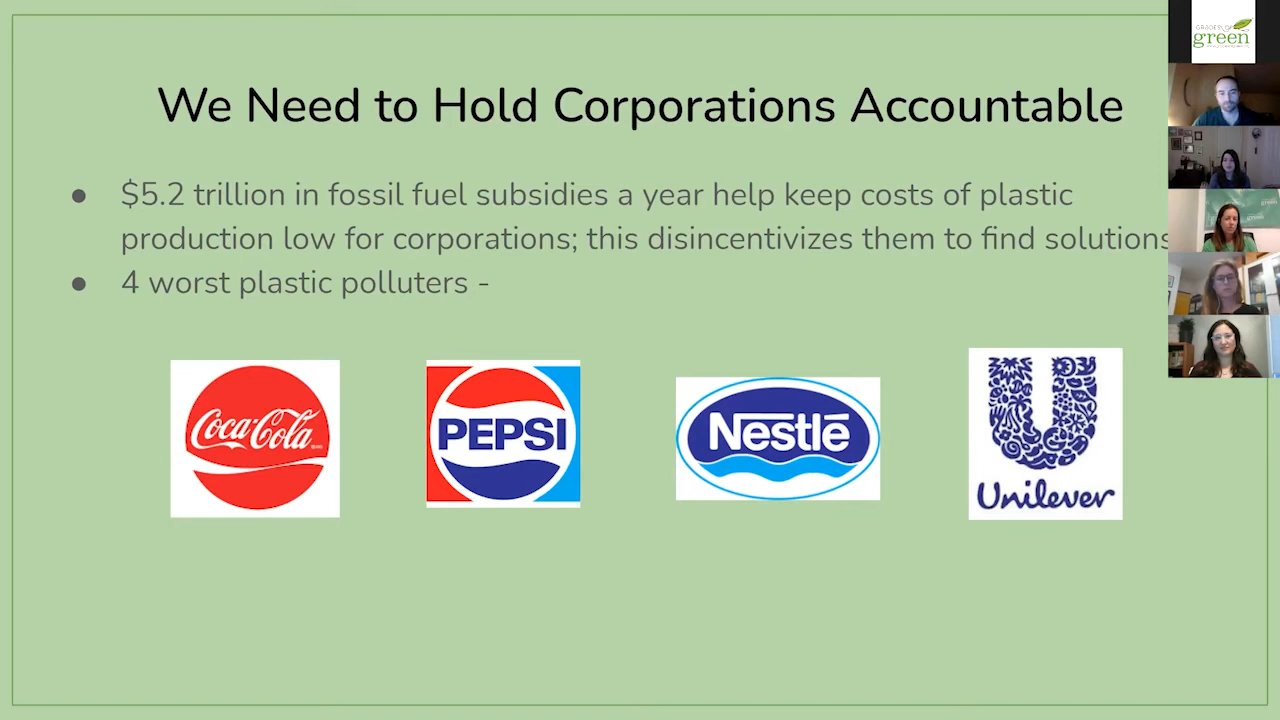 We Need to Hold Corporations Accountable
● $5.2 trillion in fossil fuel subsidies a year help keep costs of plastic
production low for corporations; this disincentivizes them to find solutions
● 4 worst plastic polluters -
Coca-Cola
PEPSI
Nestlé
Unilever
GRADES OF
green